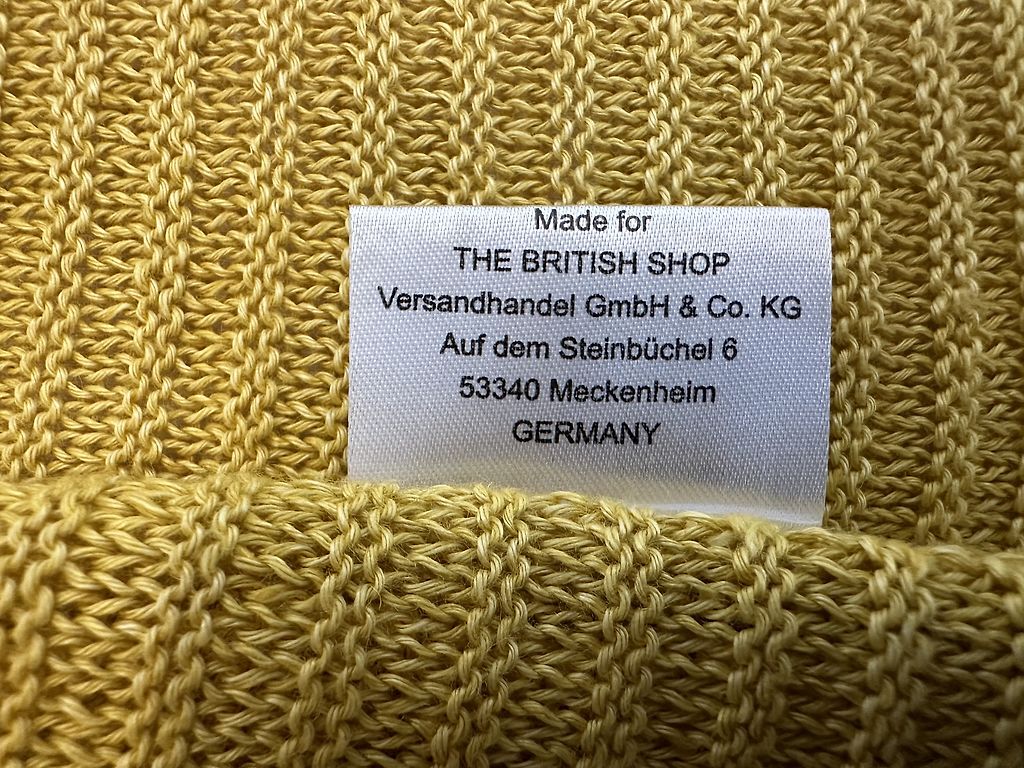 Made for
THE BRITISH SHOP
Versandhandel GmbH & Co. KG
Auf dem Steinbüchel 6
53340 Meckenheim
GERMANY